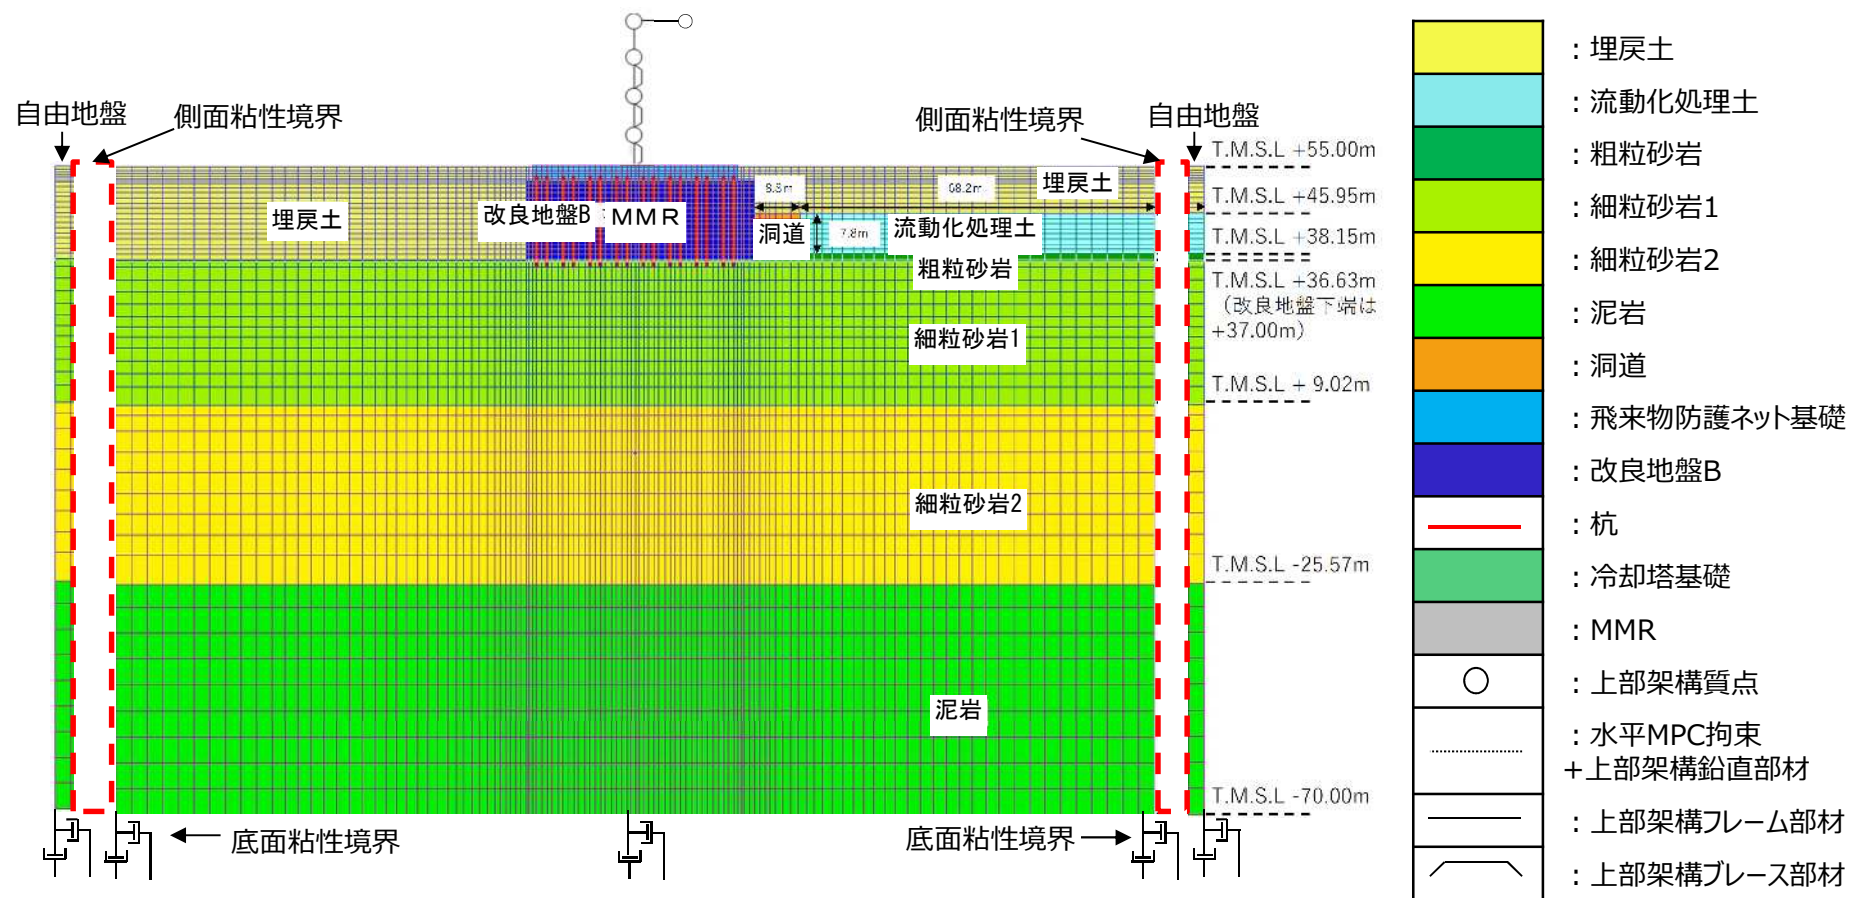 自由地盤
側面粘性境界
側面粘性境界
自由地盤
T.M.S.L +55.00m
T.M.S.L +45.95m
T.M.S.L +38.15m
T.M.S.L +36.63m
（改良地盤下端は
+37.00m）
T.M.S.L + 9.02m
T.M.S.L -25.57m
T.M.S.L -70.00m
埋戻土
改良地盤B
MMR
洞道
68.2m
埋戻土
7.8m
流動化処理土
粗粒砂岩
細粒砂岩1
細粒砂岩2
泥岩
底面粘性境界
底面粘性境界
：埋戻土
：流動化処理土
：粗粒砂岩
：細粒砂岩1
：細粒砂岩2
：泥岩
：洞道
：飛来物防護ネット基礎
：改良地盤B
：杭
：冷却塔基礎
：MMR
：上部架構質点
：水平MPC拘束
+上部架構鉛直部材
：上部架構フレーム部材
：上部架構ブレース部材